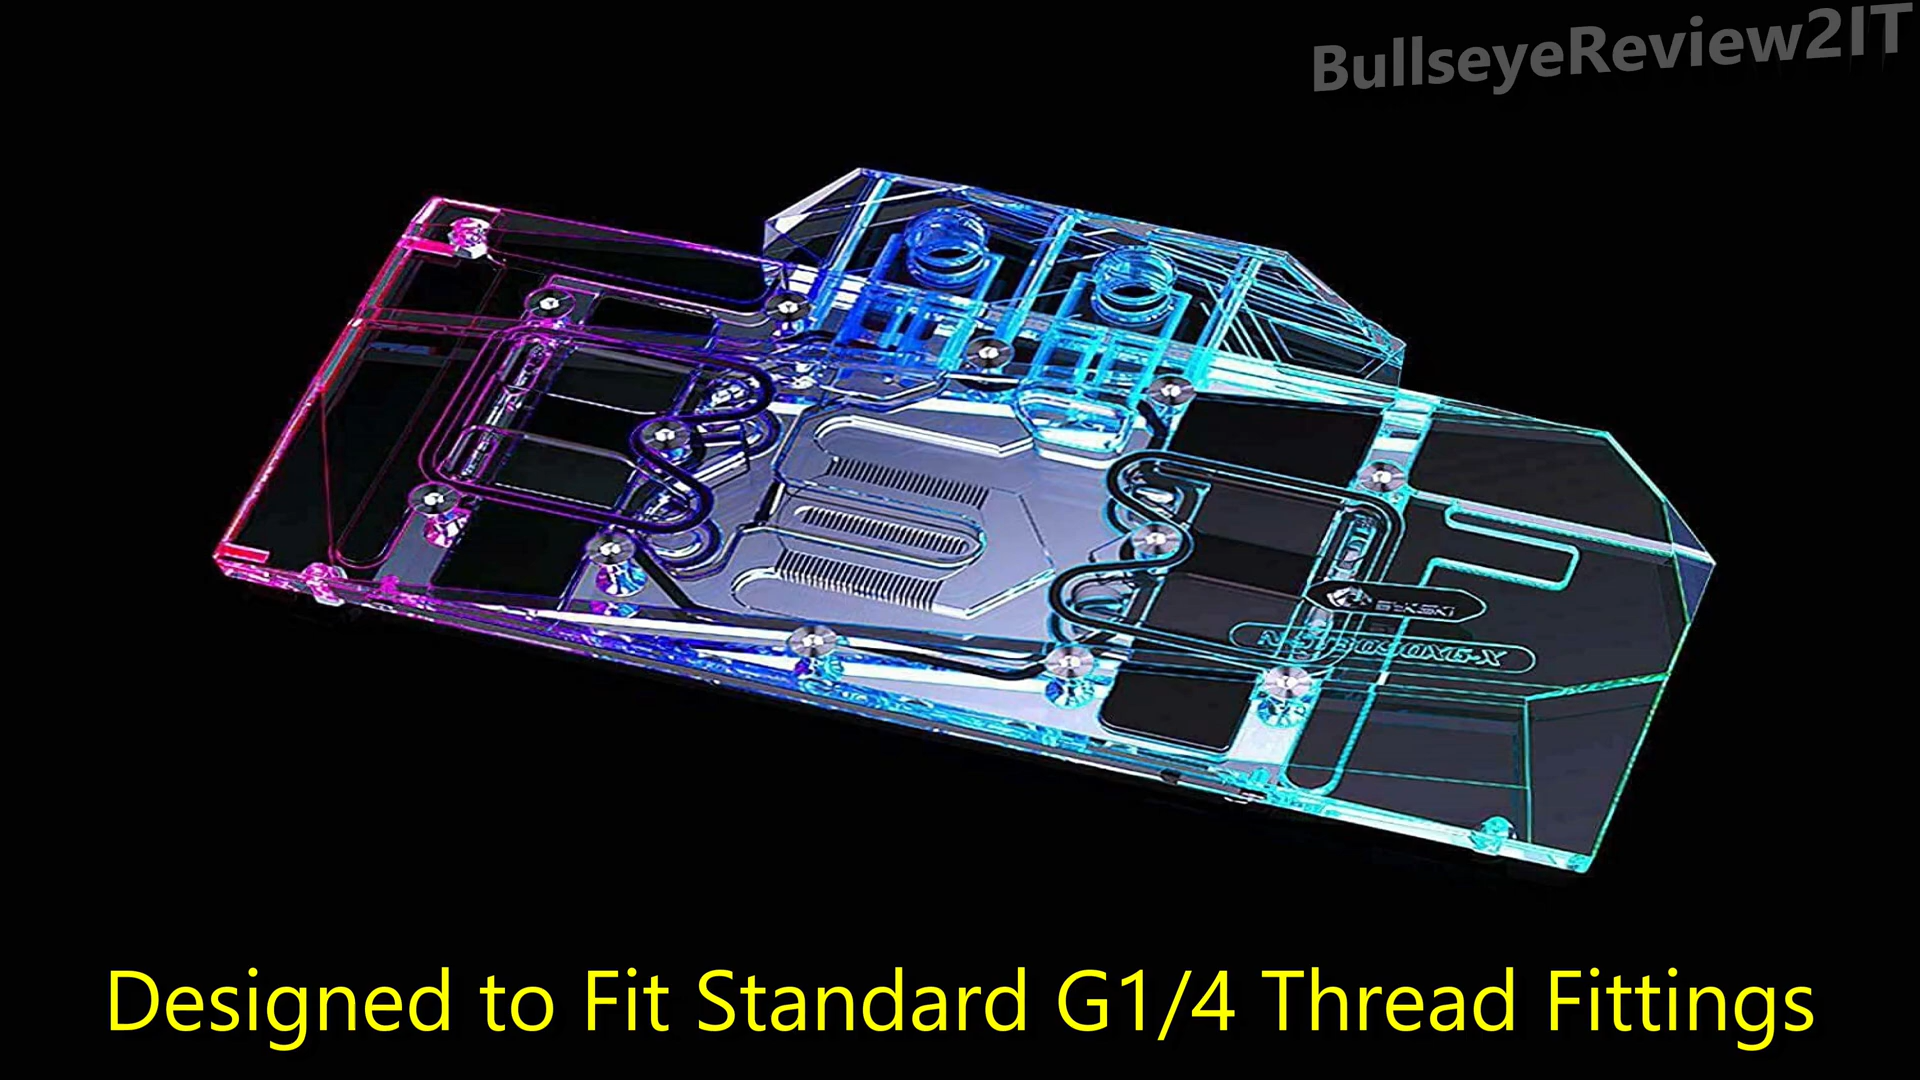 BullseyeReview2IT
Designed to Fit Standard G1/4 Thread Fittings